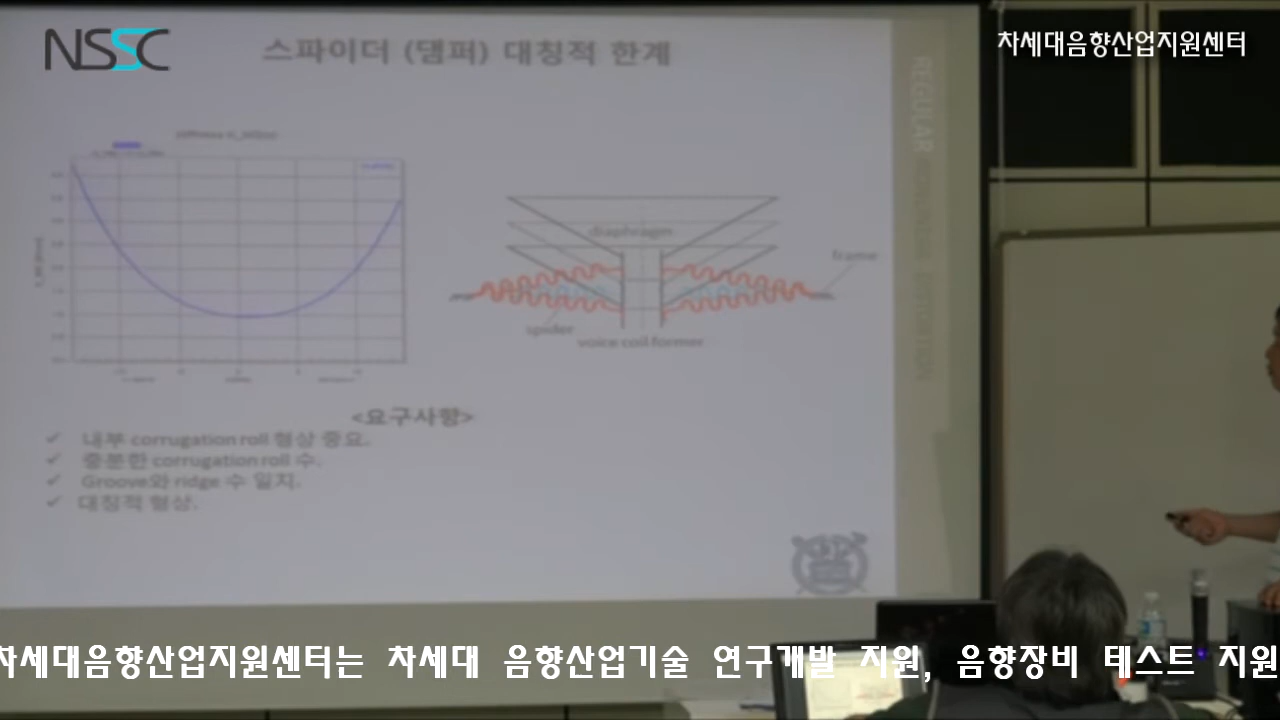 NSSC
스파이더 (댐퍼) 대칭적 한계
차세대음향산업지원센터
REGULAR NONLINEAR DISTORTION
diaphragm
frame
spider
voice coil former
<요구사항>
✓ 내부 corrugation roll 형상 중요.
✓ 충분한 corrugation roll 수.
✓ Groove와 ridge 수 일치.
✓ 대칭적 형상.
차세대음향산업지원센터는 차세대 음향산업기술 연구개발 지원, 음향장비 테스트 지원